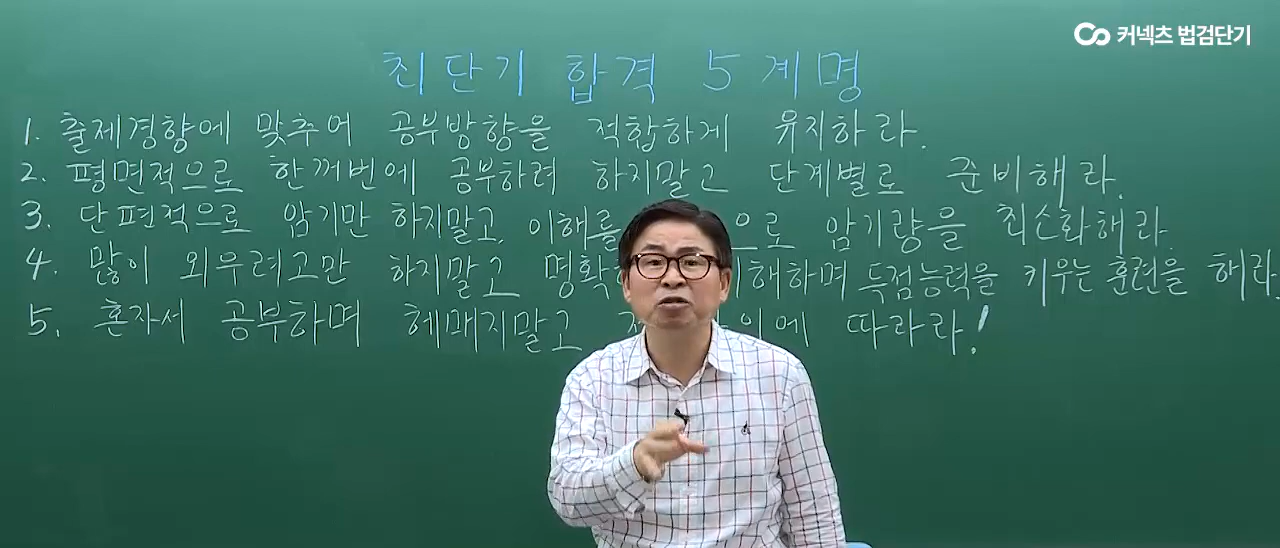 커넥츠 법검단기
최단기 합격 5계명
1. 출제경향에 맞추어 공부방향을 적합하게 유지하라.
2. 평면적으로 한꺼번에 공부하려 하지말고 단계별로 준비해라.
3. 단편적으로 암기만 하지말고, 이해를 으로 암기량을 최소화해라.
4. 많이 외우려고만 하지말고 명확 해하며 득점능력을 키우는 훈련을 해라.
5. 혼자서 공부하며 헤매지말고 에 따라라!